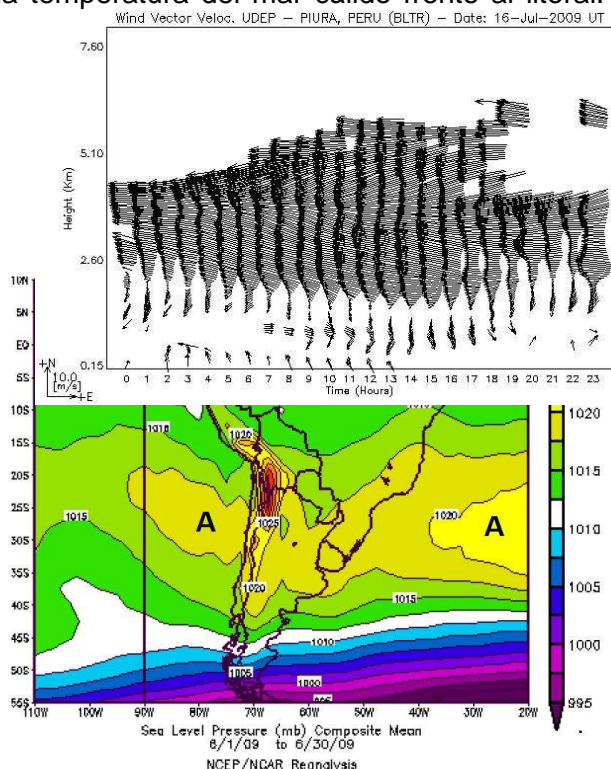 la temperatura del mar cálido frente al litoral.
Wind Vector Veloc. UDEP – PIURA, PERU (BLTR) – Date: 16-Jul-2009 UT
7.60
5.10
Height (Km)
2.60
0.15
10N
5N
EQ
5S
+N
10.0
[m/s]
+E
0 1 2 3 4 5 6 7 8 9 10 11 12 13 14 15 16 17 18 19 20 21 22 23
Time (Hours)
10S
15S
20S
25S
30S
35S
40S
45S
50S
55S
1018
1020
1015
1025
1020
1020
1015
1010
1005
1000
A
A
1020
1015
1010
1005
1000
995
110W 100W 90W 80W 70W 60W 50W 40W 30W 20W
Sea Level Pressure (mb) Composite Mean
6/1/09 to 6/30/09
NCEP/NCAR Reanalysis